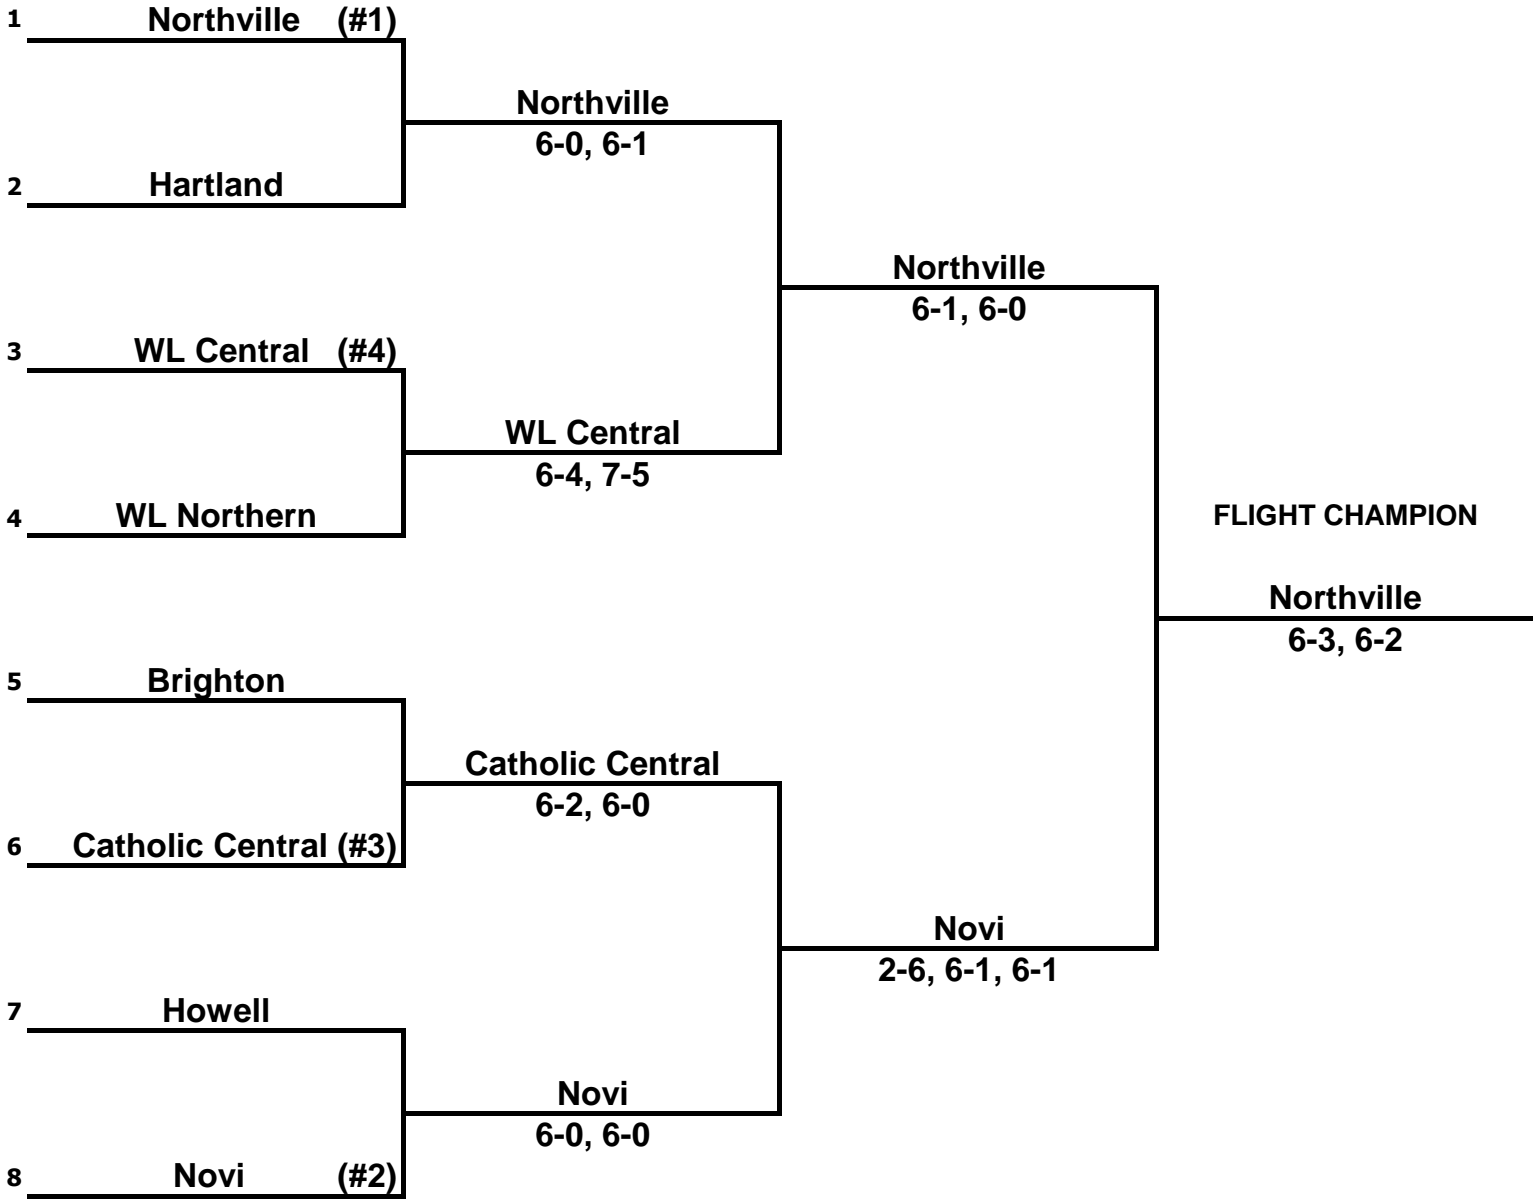 1 Northville (#1)
Northville
6-0, 6-1
2 Hartland
Northville
6-1, 6-0
3 WL Central (#4)
WL Central
6-4, 7-5
4 WL Northern
FLIGHT CHAMPION
Northville
6-3, 6-2
5 Brighton
Catholic Central
6-2, 6-0
6 Catholic Central (#3)
Novi
2-6, 6-1, 6-1
7 Howell
Novi
6-0, 6-0
8 Novi (#2)